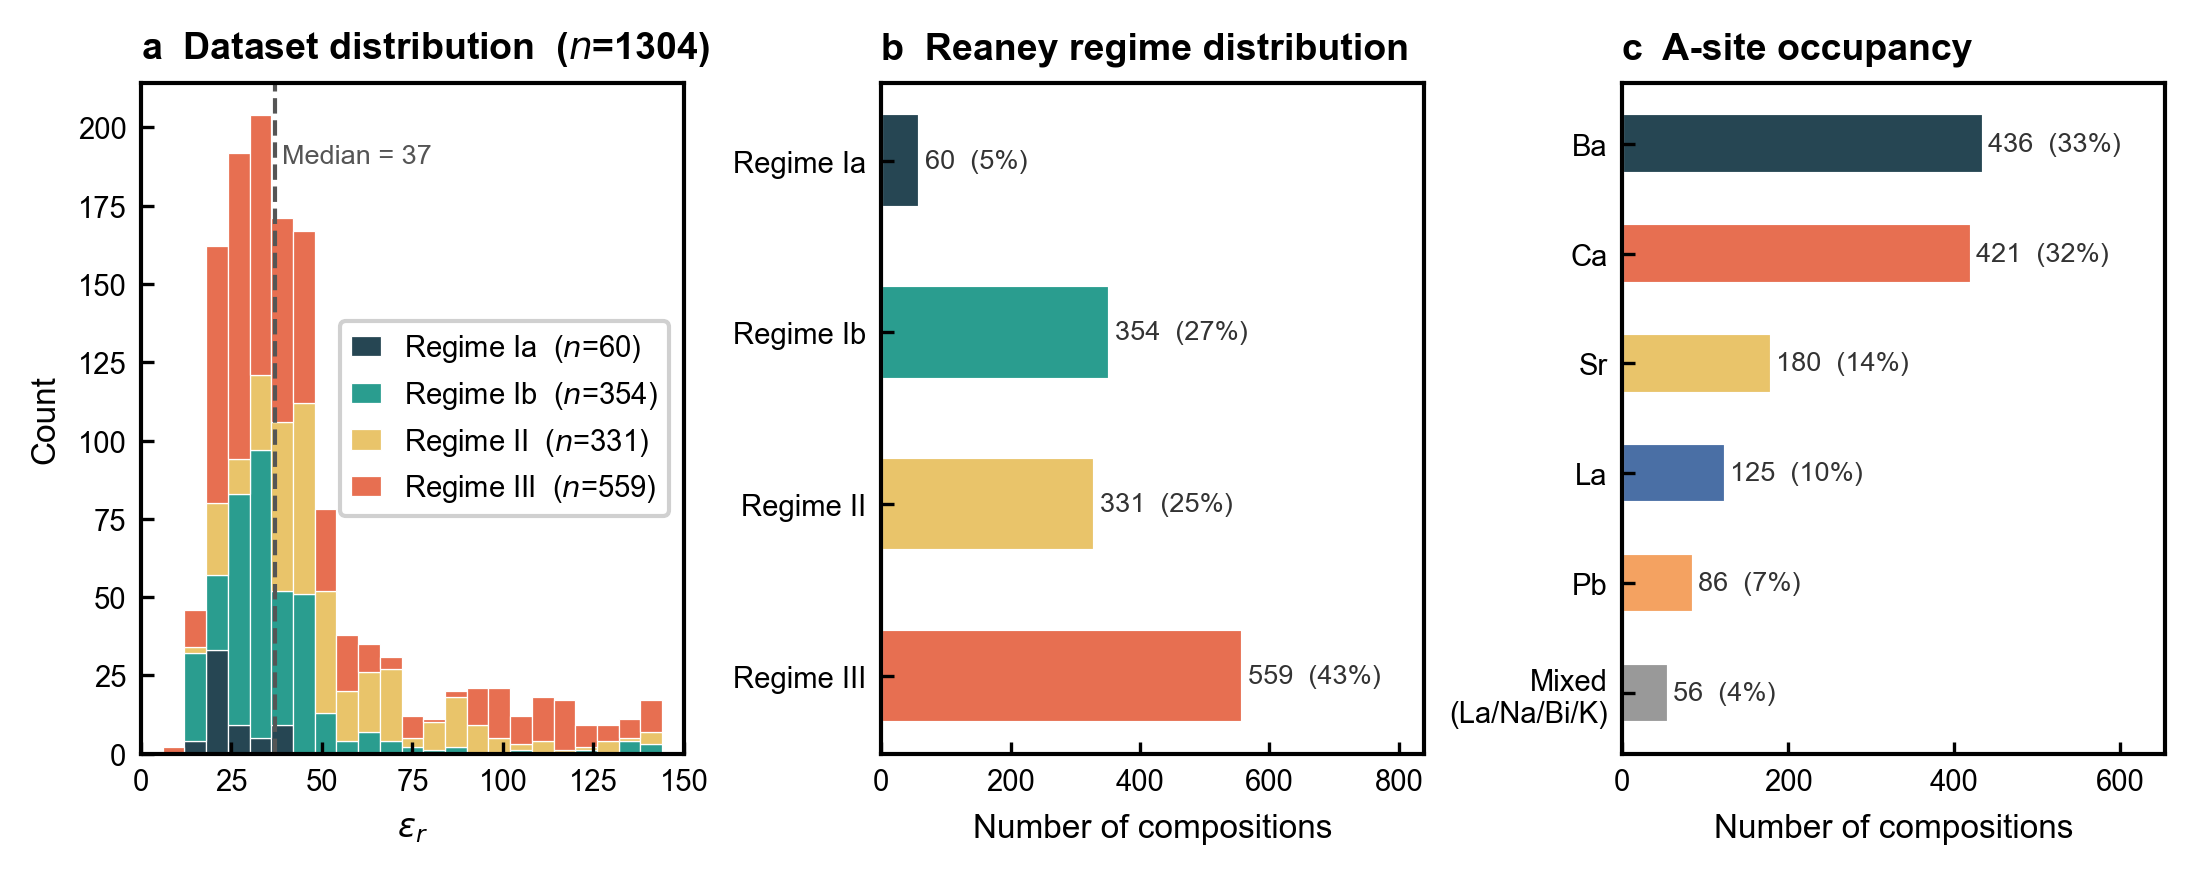 a  Dataset distribution  (n=1304)
200
175
150
125
100
75
50
25
0
Count
Median = 37
Regime Ia  (n=60)
Regime Ib  (n=354)
Regime II  (n=331)
Regime III  (n=559)
0 25 50 75 100 125 150
εr
b  Reaney regime distribution
Regime Ia
60  (5%)
Regime Ib
354  (27%)
Regime II
331  (25%)
Regime III
559  (43%)
0 200 400 600 800
Number of compositions
c  A-site occupancy
Ba
436  (33%)
Ca
421  (32%)
Sr
180  (14%)
La
125  (10%)
Pb
86  (7%)
Mixed
(La/Na/Bi/K)
56  (4%)
0 200 400 600
Number of compositions